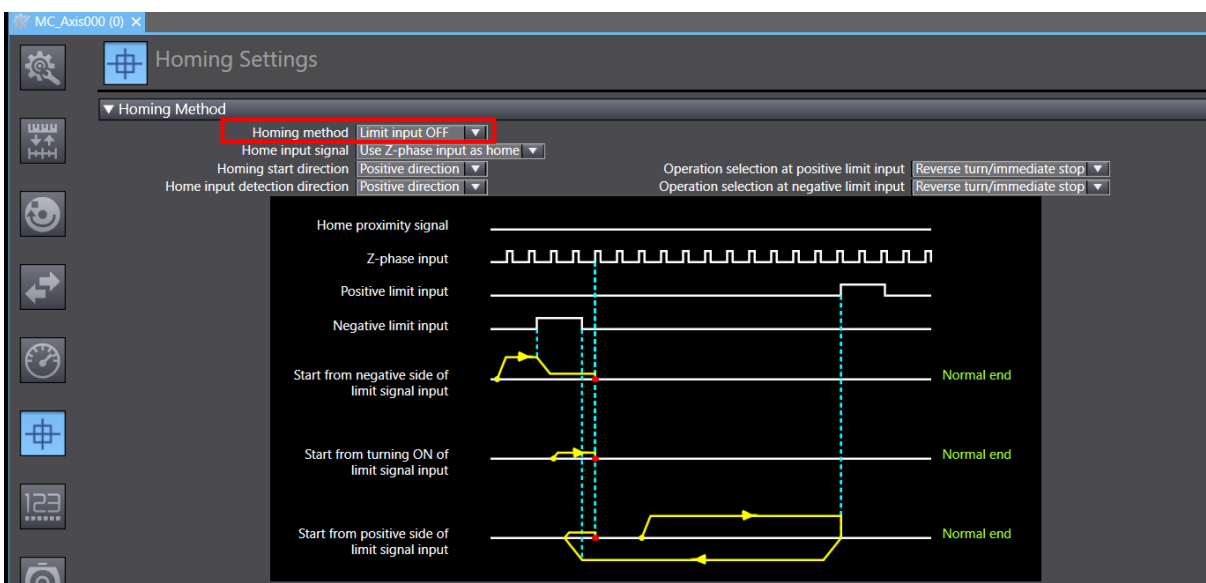 MC_Axis000 (0) ×
Homing Settings
▼ Homing Method
Homing method Limit input OFF ▼
Home input signal Use Z-phase input as home ▼
Homing start direction Positive direction ▼ Operation selection at positive limit input Reverse turn/immediate stop ▼
Home input detection direction Positive direction ▼ Operation selection at negative limit input Reverse turn/immediate stop ▼
Home proximity signal
Z-phase input
Positive limit input
Negative limit input
Start from negative side of Normal end
limit signal input
Start from turning ON of Normal end
limit signal input
123
Start from positive side of Normal end
limit signal input